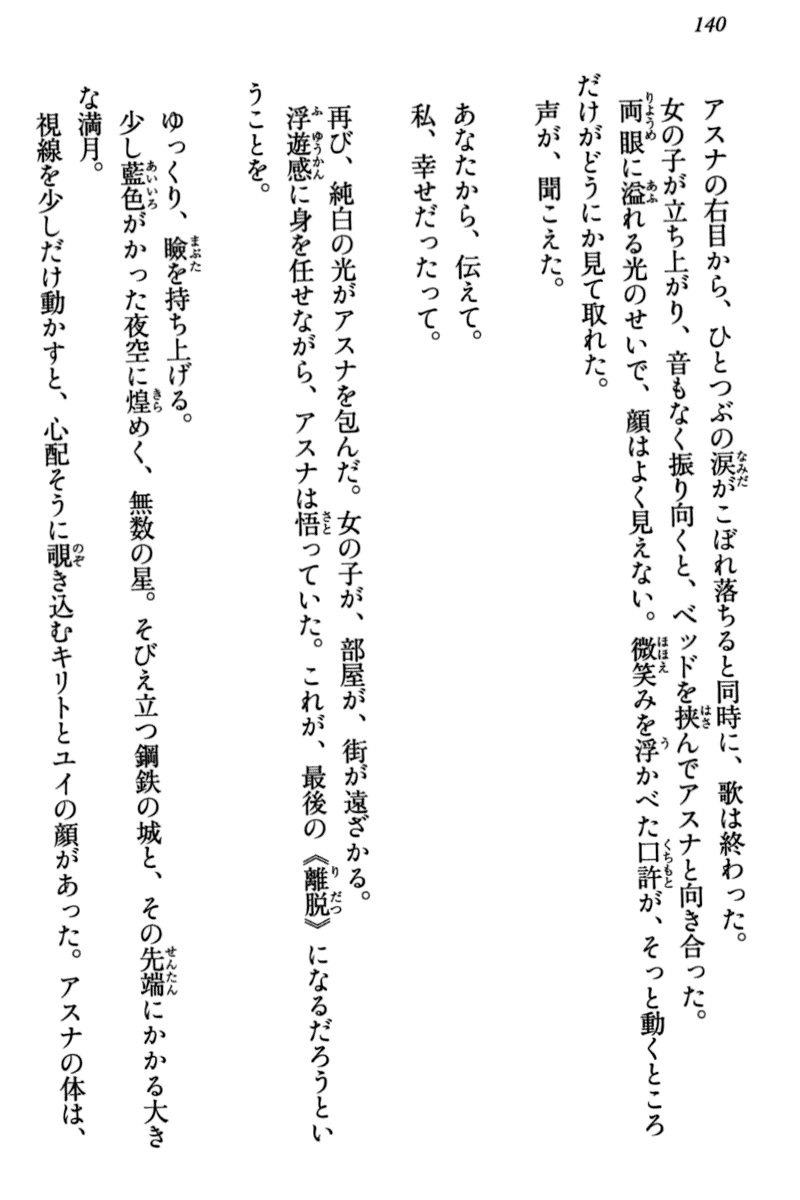 140
アスナの右目から、ひとつぶの涙がこぼれ落ちると同時に、歌は終わった。
女の子が立ち上がり、音もなく振り向くと、ベッドを挟んでアスナと向き合った。
両眼に溢れる光のせいで、顔はよく見えない。微笑みを浮かべた口許が、そっと動くところ
だけがどうにか見て取れた。
声が、聞こえた。
あなたから、伝えて。
私、幸せだったって。
再び、純白の光がアスナを包んだ。女の子が、部屋が、街が遠ざかる。
浮遊感に身を任せながら、アスナは悟っていた。これが、最後の《離脱》になるだろうとい
うことを。
ゆっくり、瞼を持ち上げる。
少し藍色がかった夜空に煌めく、無数の星。そびえ立つ鋼鉄の城と、その先端にかかる大き
な満月。
視線を少しだけ動かすと、心配そうに覗き込むキリトとユイの顔があった。アスナの体は、